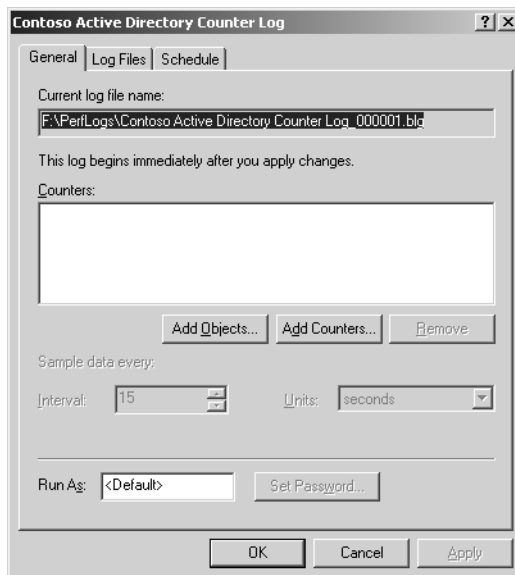 Contoso Active Directory Counter Log
General
Log Files
Schedule
Current log file name:
F:\PerfLogs\Contoso Active Directory Counter Log_000001.blg
This log begins immediately after you apply changes.
Counters:
Add Objects...
Add Counters...
Remove
Sample data every:
Interval:
15
Units:
seconds
Run As:
<Default>
Set Password...
OK
Cancel
Apply